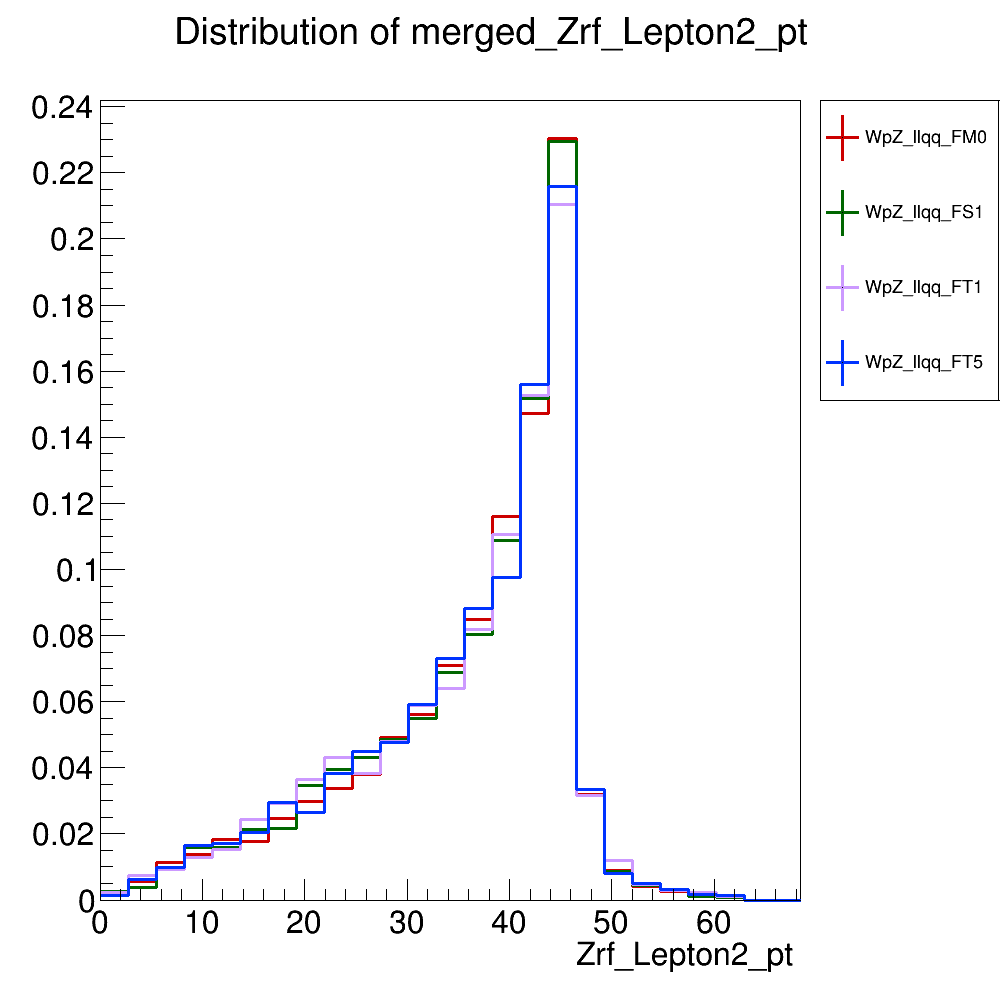 Distribution of merged_Zrf_Lepton2_pt
0.24
0.22
0.2
0.18
0.16
0.14
0.12
0.1
0.08
0.06
0.04
0.02
0
0 10 20 30 40 50 60
Zrf_Lepton2_pt
WpZ_llqq_FM0
WpZ_llqq_FS1
WpZ_llqq_FT1
WpZ_llqq_FT5